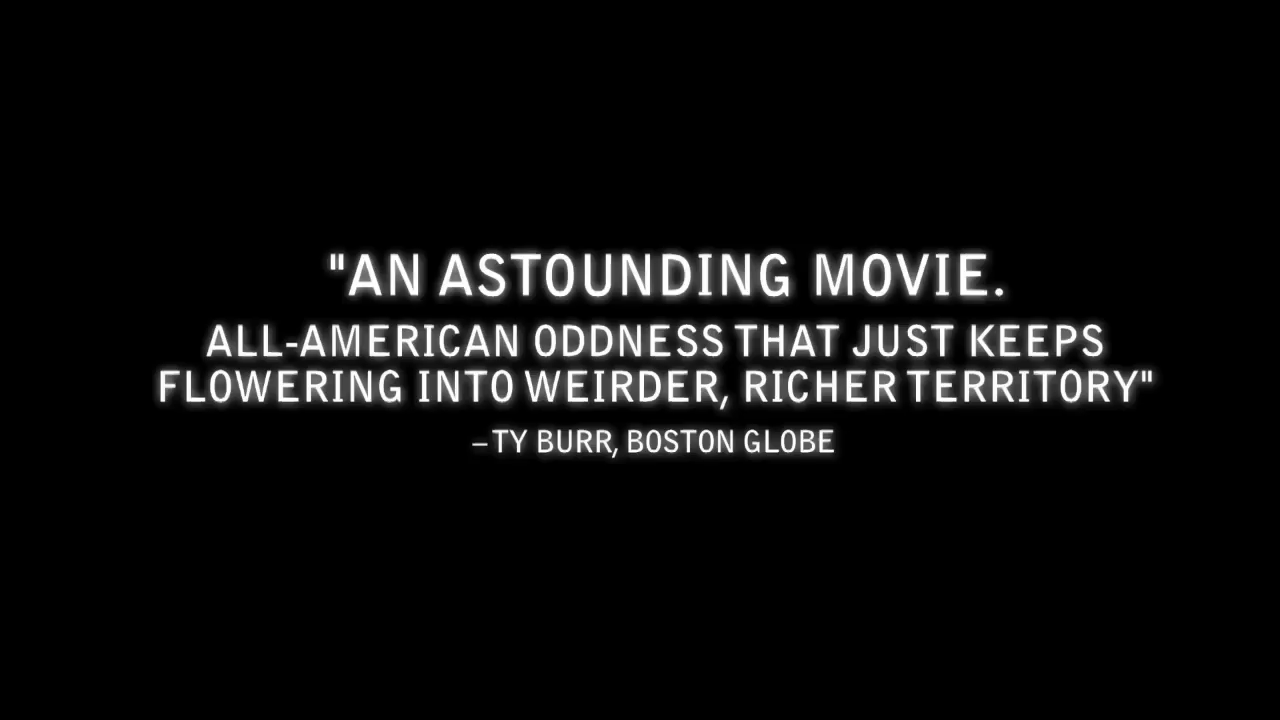 "AN ASTOUNDING MOVIE.
ALL-AMERICAN ODDNESS THAT JUST KEEPS
FLOWERING INTO WEIRDER, RICHER TERRITORY"
–TY BURR, BOSTON GLOBE